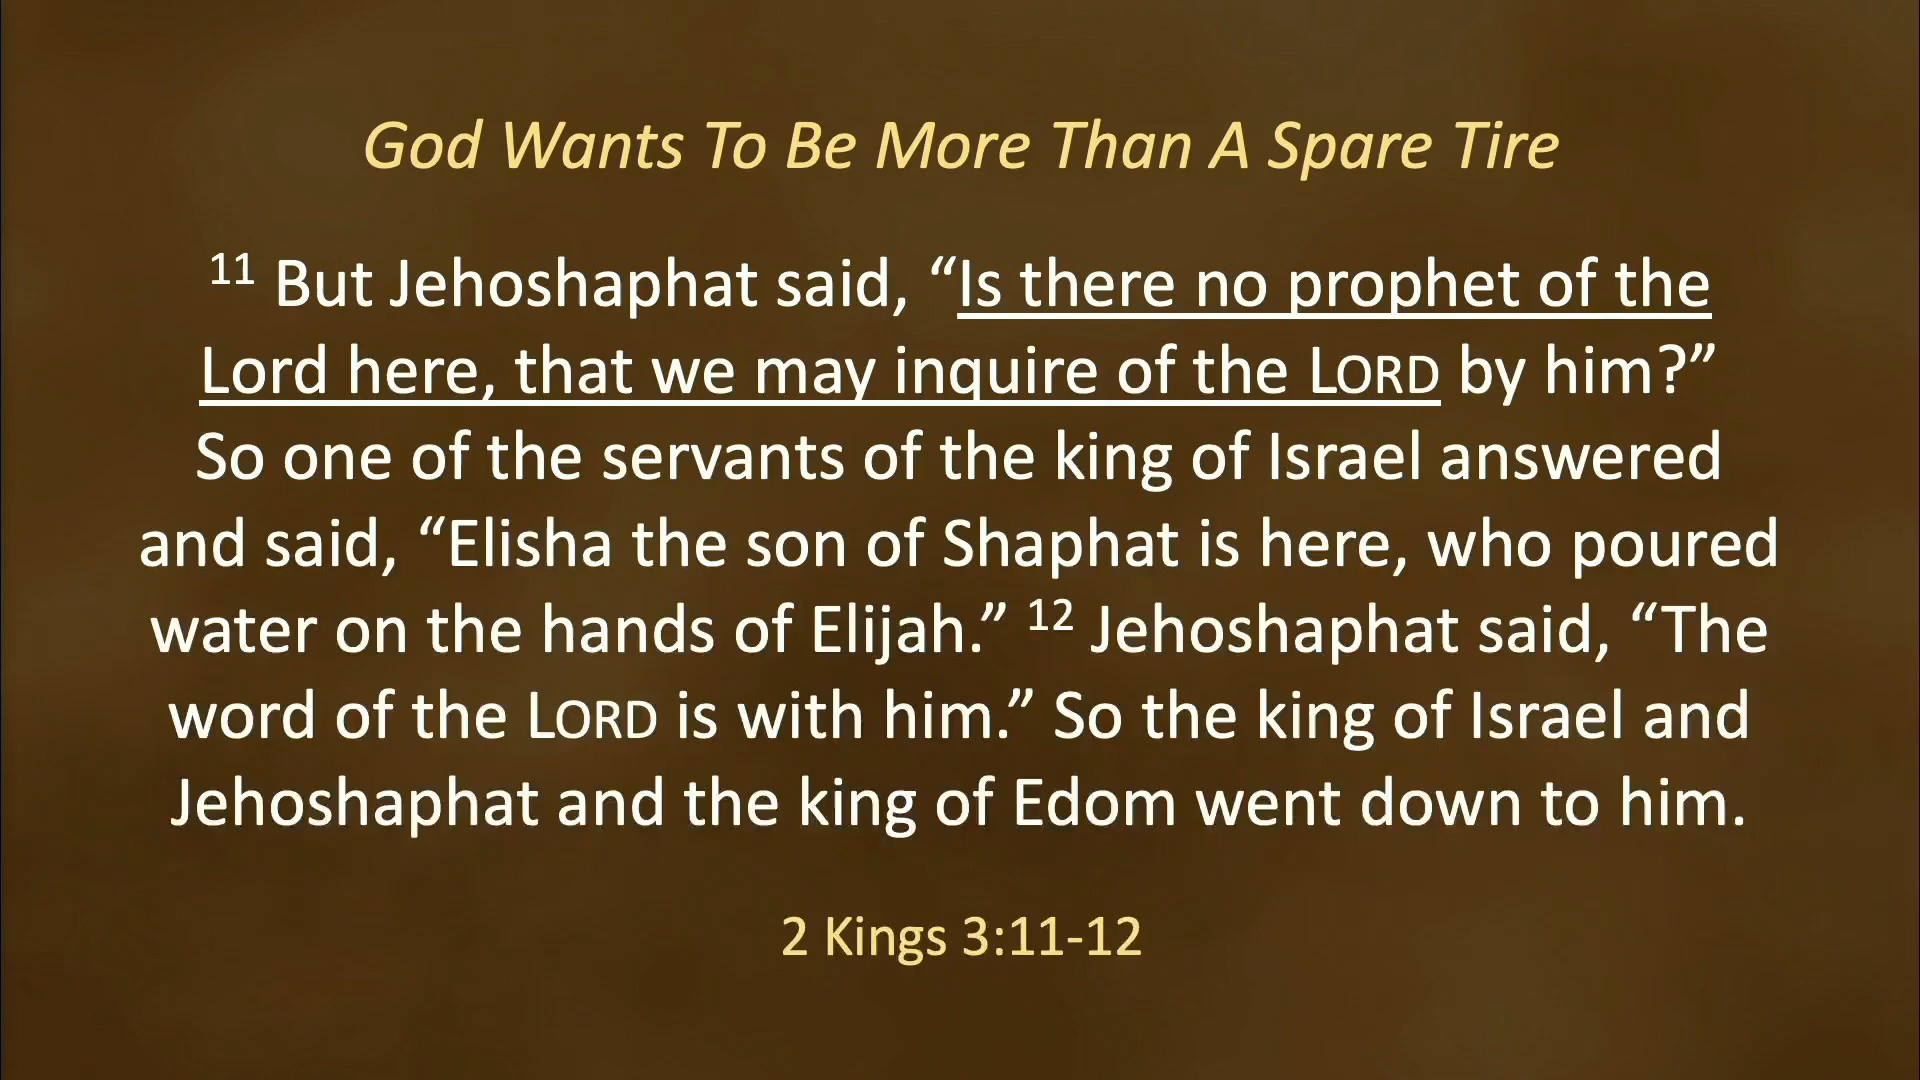 God Wants To Be More Than A Spare Tire
11 But Jehoshaphat said, “Is there no prophet of the
Lord here, that we may inquire of the LORD by him?”
So one of the servants of the king of Israel answered
and said, “Elisha the son of Shaphat is here, who poured
water on the hands of Elijah.” 12 Jehoshaphat said, “The
word of the LORD is with him.” So the king of Israel and
Jehoshaphat and the king of Edom went down to him.
2 Kings 3:11-12